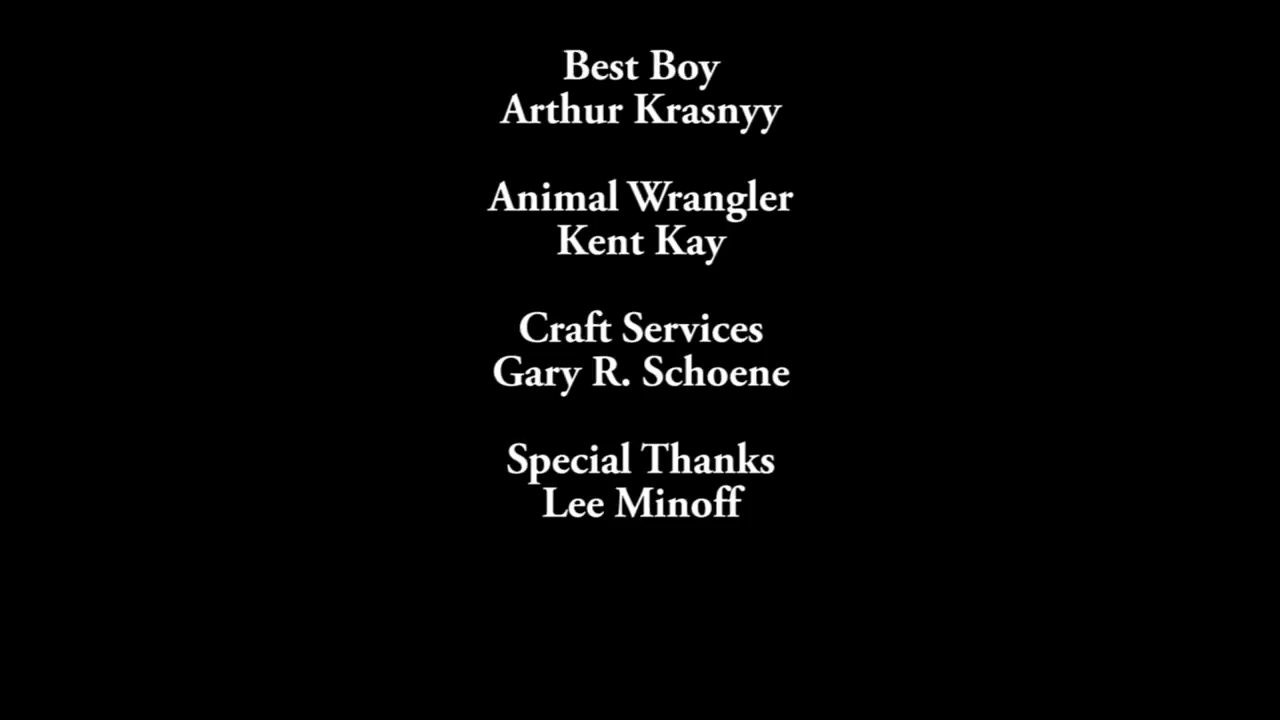 Best Boy
Arthur Krasnyy
Animal Wrangler
Kent Kay
Craft Services
Gary R. Schoene
Special Thanks
Lee Minoff